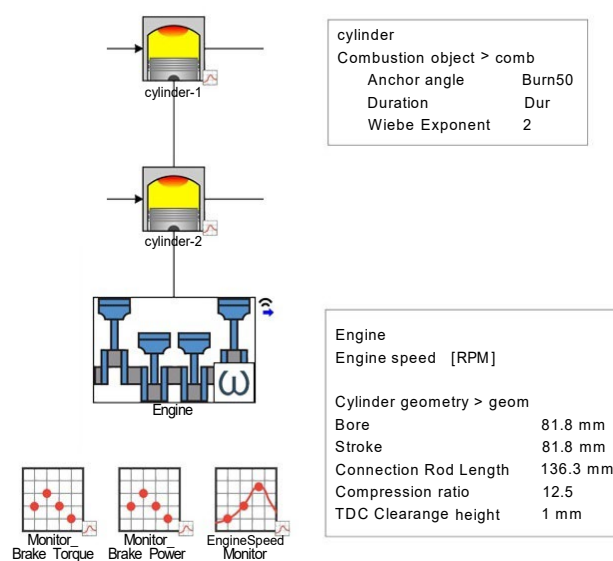 cylinder-1
cylinder-2
Engine
ω
Monitor_
Brake Torque
Monitor_
Brake Power
EngineSpeed
Monitor
cylinder
Combustion object > comb
Anchor angle Burn50
Duration Dur
Wiebe Exponent 2
Engine
Engine speed [RPM]
Cylinder geometry > geom
Bore 81.8 mm
Stroke 81.8 mm
Connection Rod Length 136.3 mm
Compression ratio 12.5
TDC Clearange height 1 mm